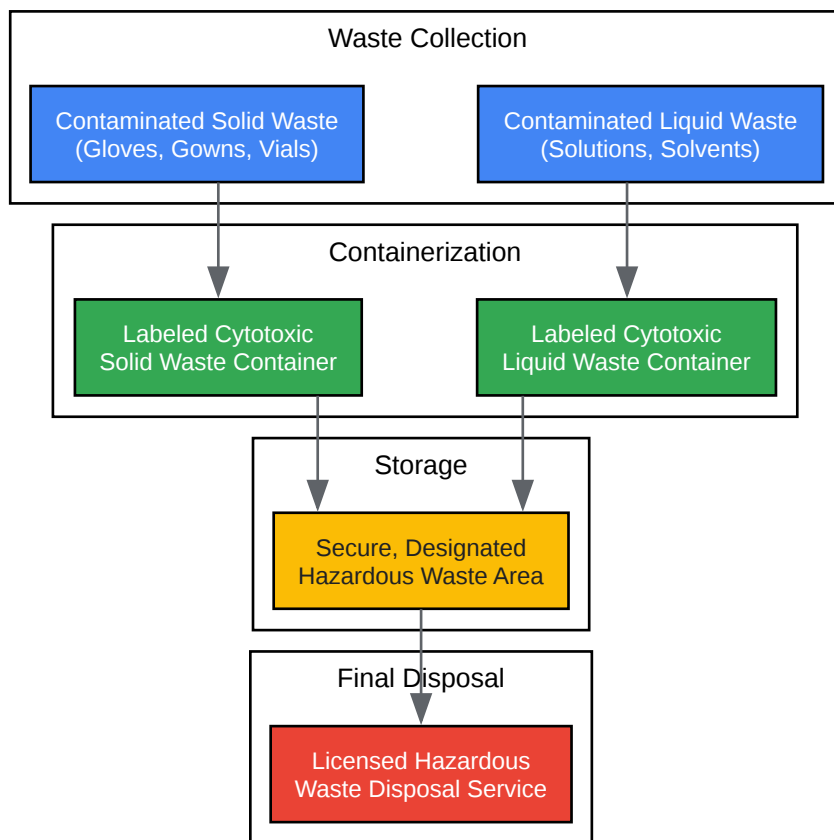 Waste Collection
Contaminated Solid Waste
(Gloves, Gowns, Vials)
Contaminated Liquid Waste
(Solutions, Solvents)
Containerization
Labeled Cytotoxic
Solid Waste Container
Labeled Cytotoxic
Liquid Waste Container
Storage
Secure, Designated
Hazardous Waste Area
Final Disposal
Licensed Hazardous
Waste Disposal Service